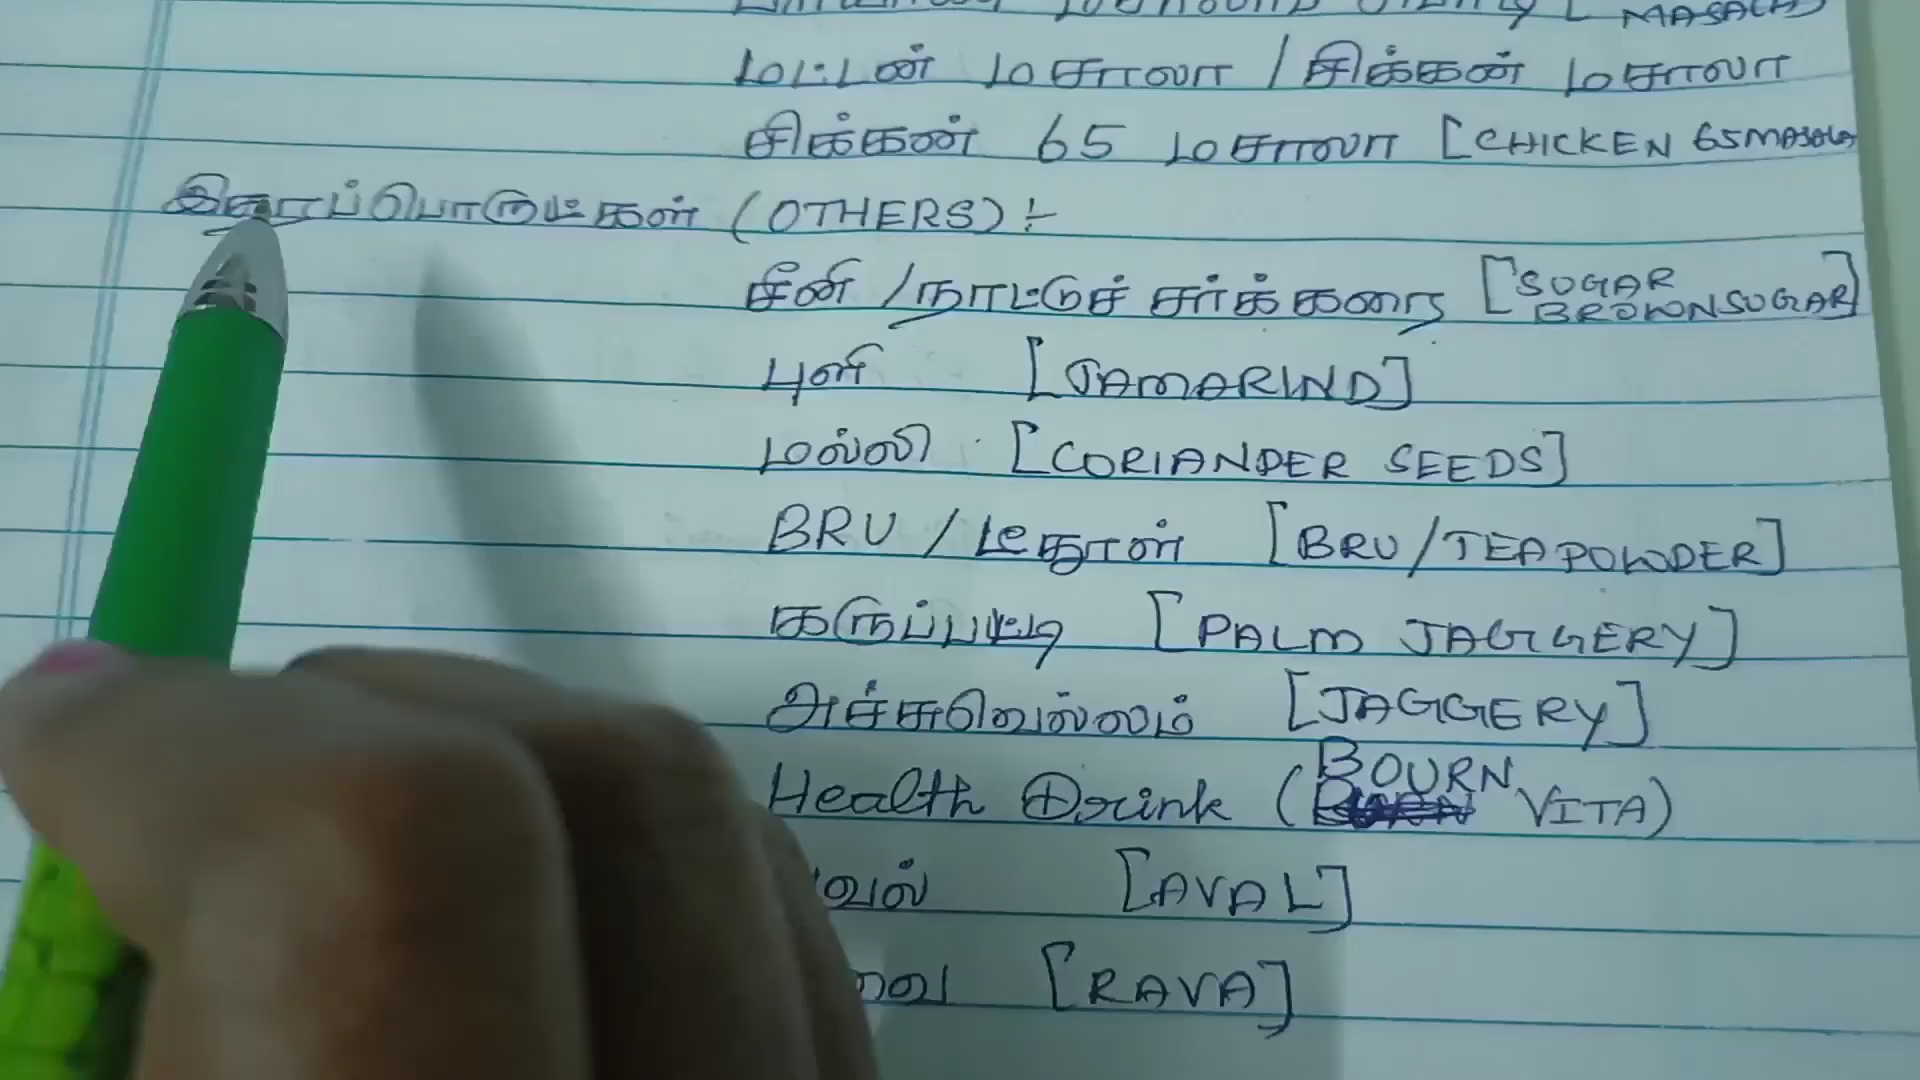 MASALA
மட்டன் மசாலா / சிக்கன் மசாலா
சிக்கன் 65 மசாலா [CHICKEN 65 MASALA
இதரப்பொருட்கள் (OTHERS) :-
சீனி / நாட்டுச் சர்க்கரை [SUGAR BROWN SUGAR]
புளி [TAMARIND]
மல்லி [CORIANDER SEEDS]
BRU / டீதூள் [BRU / TEA POWDER]
கருப்பட்டி [PALM JAGGERY]
அச்சுவெல்லம் [JAGGERY]
Health Drink (BOURN VITA)
வல் [AVAL]
வை [RAVA]